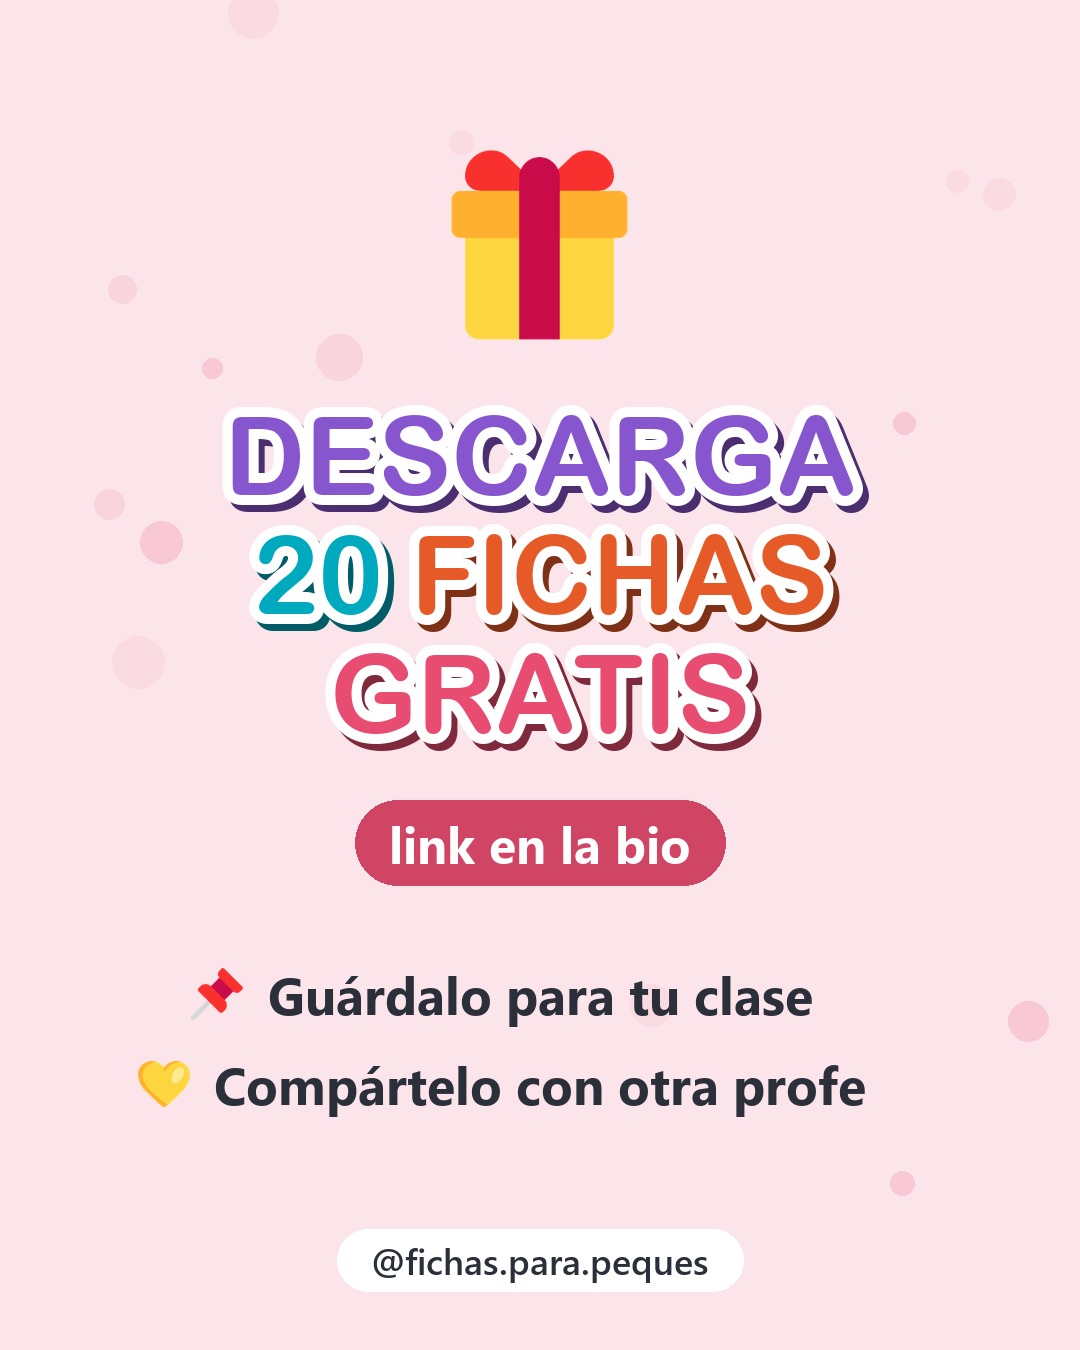 DESCARGA
20 FICHAS
GRATIS
link en la bio
Guárdalo para tu clase
Compártelo con otra profe
@fichas.para.peques